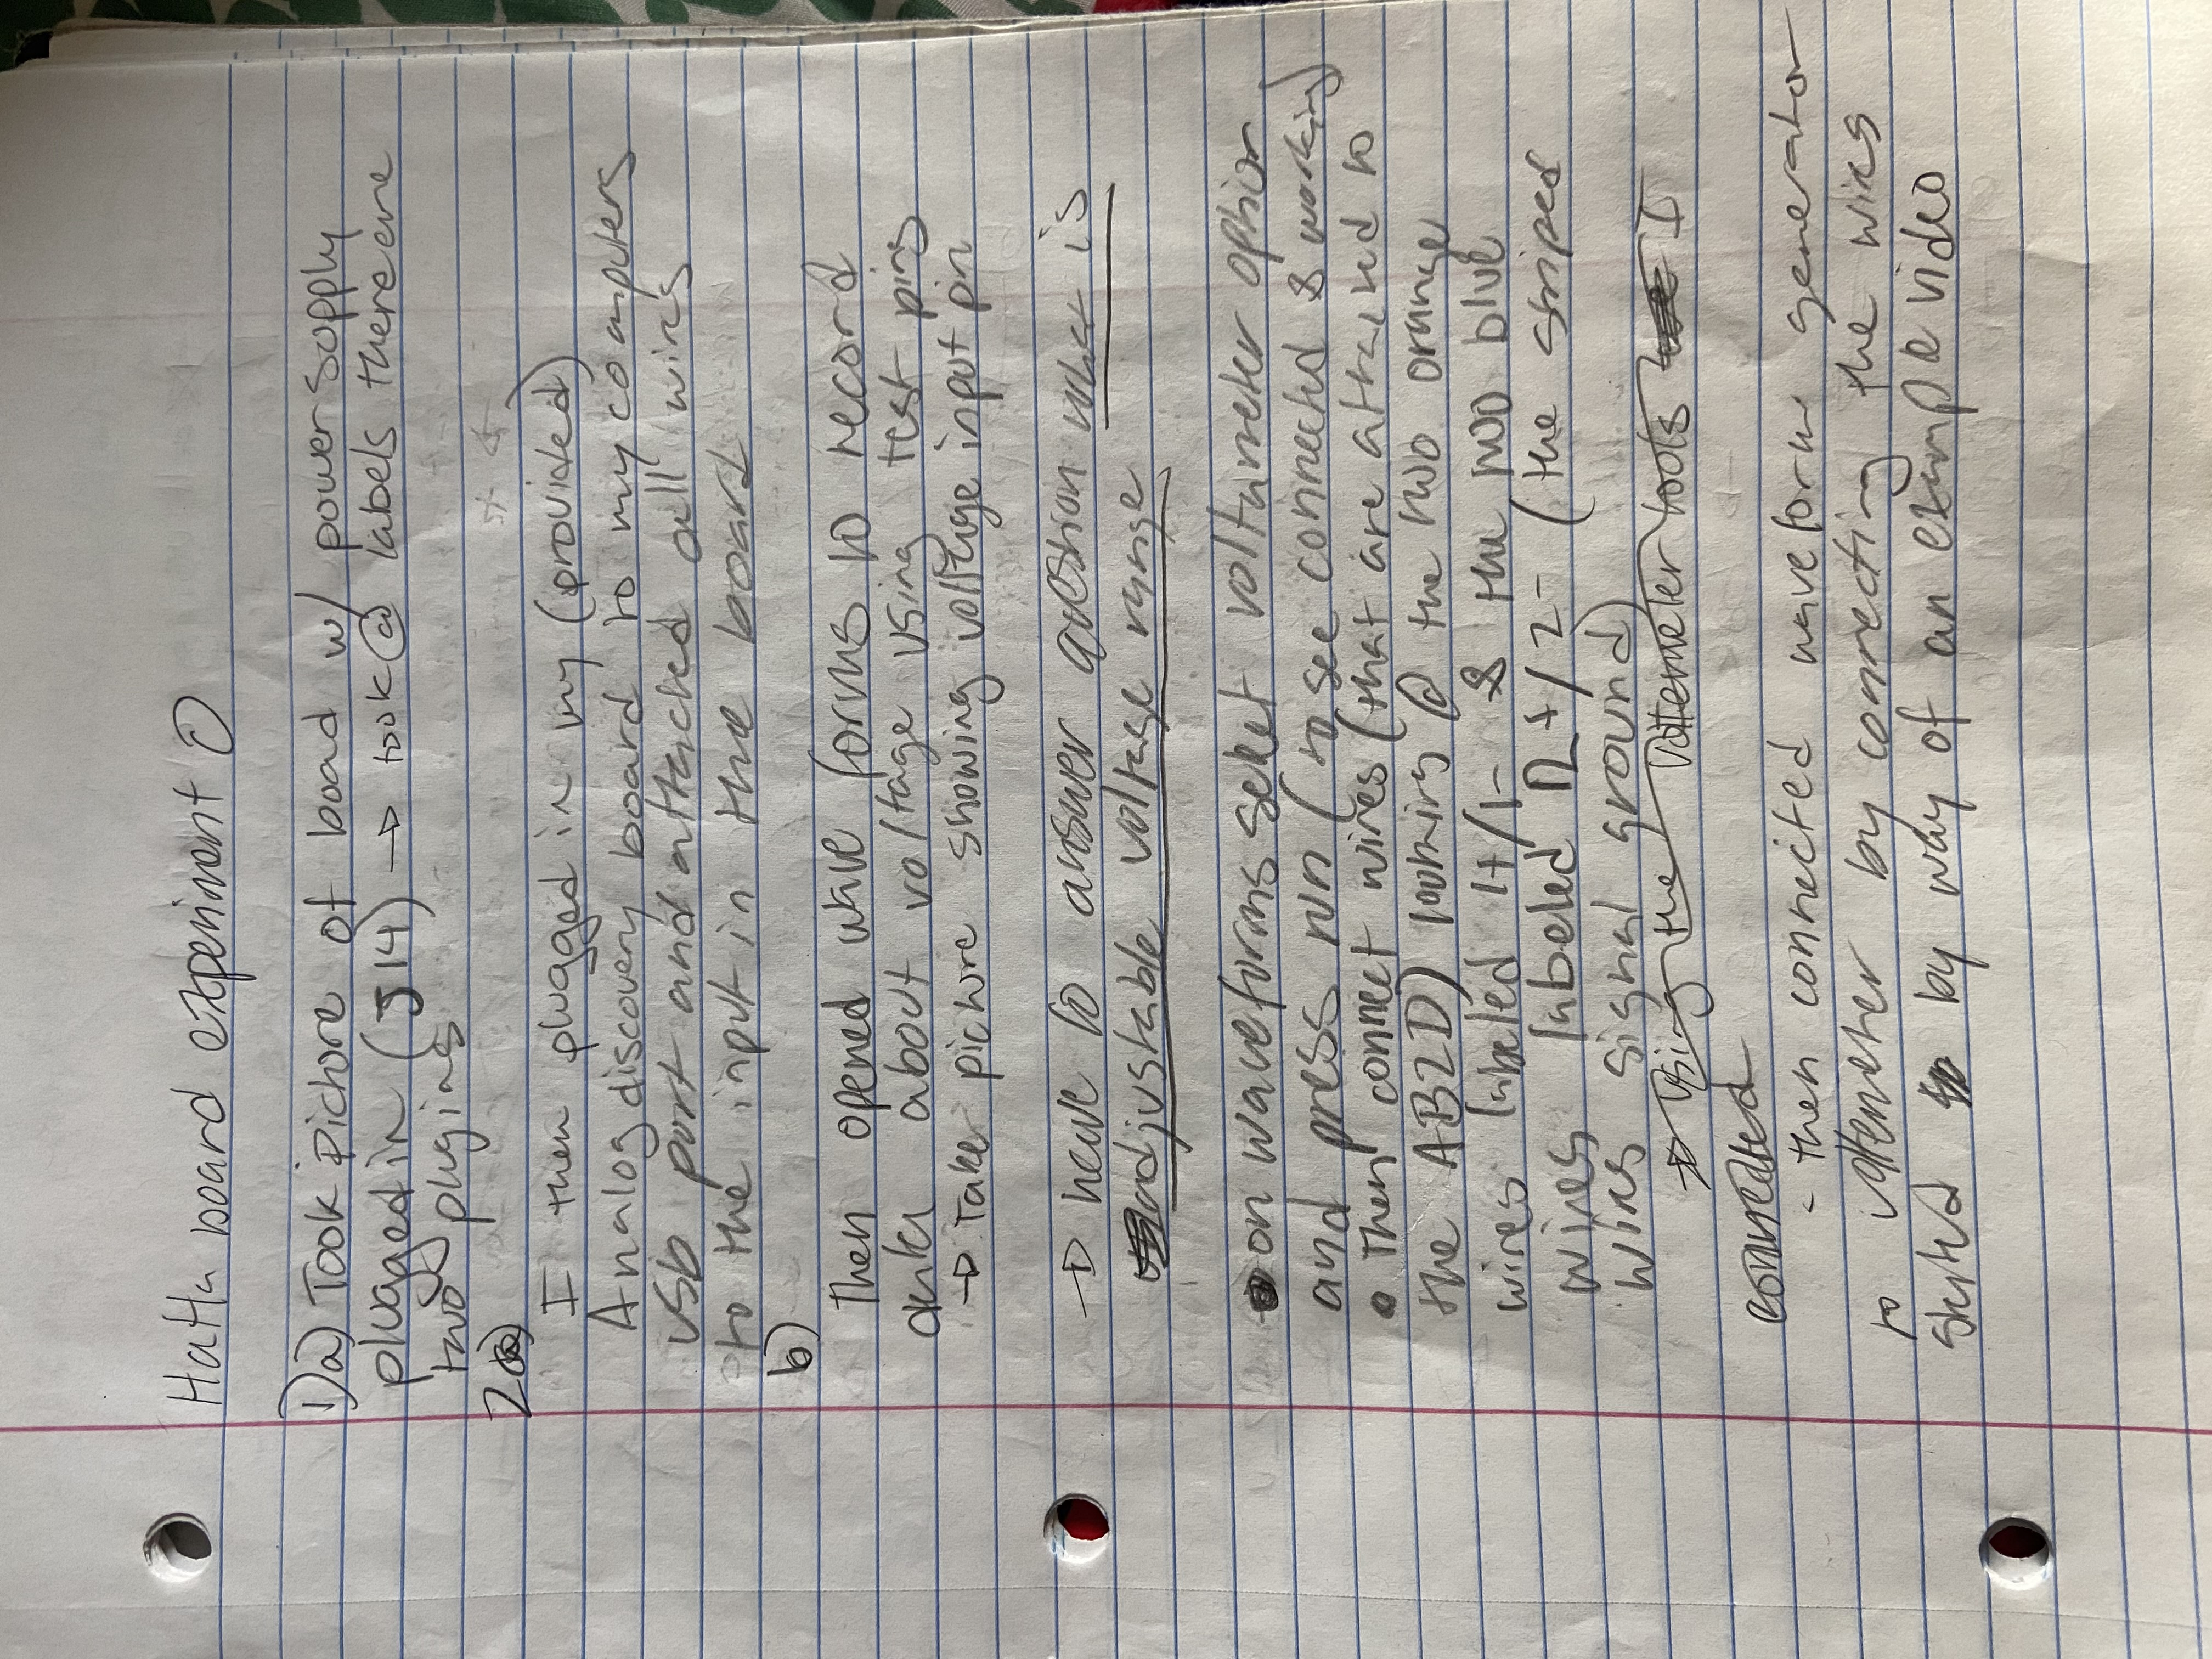 Hatta board experiment 0
1)a) Took picture of boad w/ power supply
plugged in (J14) → took @ labels there are
two plugins
2a)
I then plugged in my (provided)
Analog discovery board to my computers
usb port and attached all wires
to the input in the board
b)
Then opened wave forms to record
data about voltage using test pins
→ Take picture showing voltage input pin
→ have to answer question what is
adjustable voltage range
• on waveforms select voltumeter option
and press run (to see connected & working)
• Then connect wires (that are attached to
the AB2D) looking @ the two orange
wires labeled 1+/1- & the two blue
wires labeled 2+/2- (the striped
wires signal ground)
→ Using the Voltemeter tools I
connected
- then connected waveform generator
to voltemeter by connecting the wires
started by way of an example video